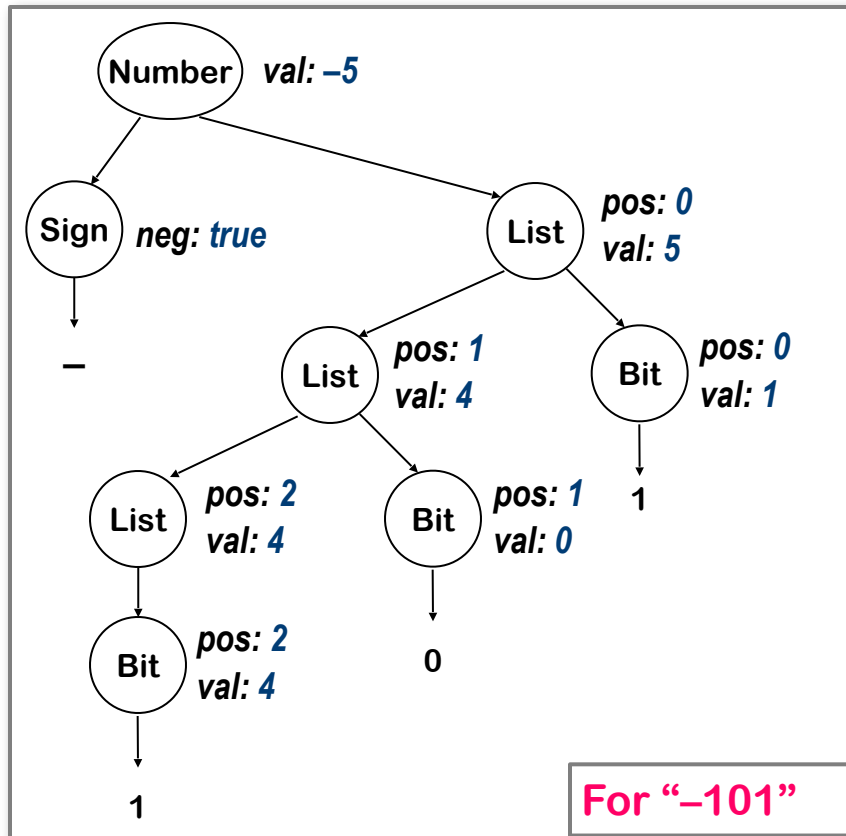 Number val: –5
Sign neg: true
List pos: 0
val: 5
–
List pos: 1
val: 4
Bit pos: 0
val: 1
List pos: 2
val: 4
Bit pos: 1
val: 0
1
Bit pos: 2
val: 4
0
1
For “–101”